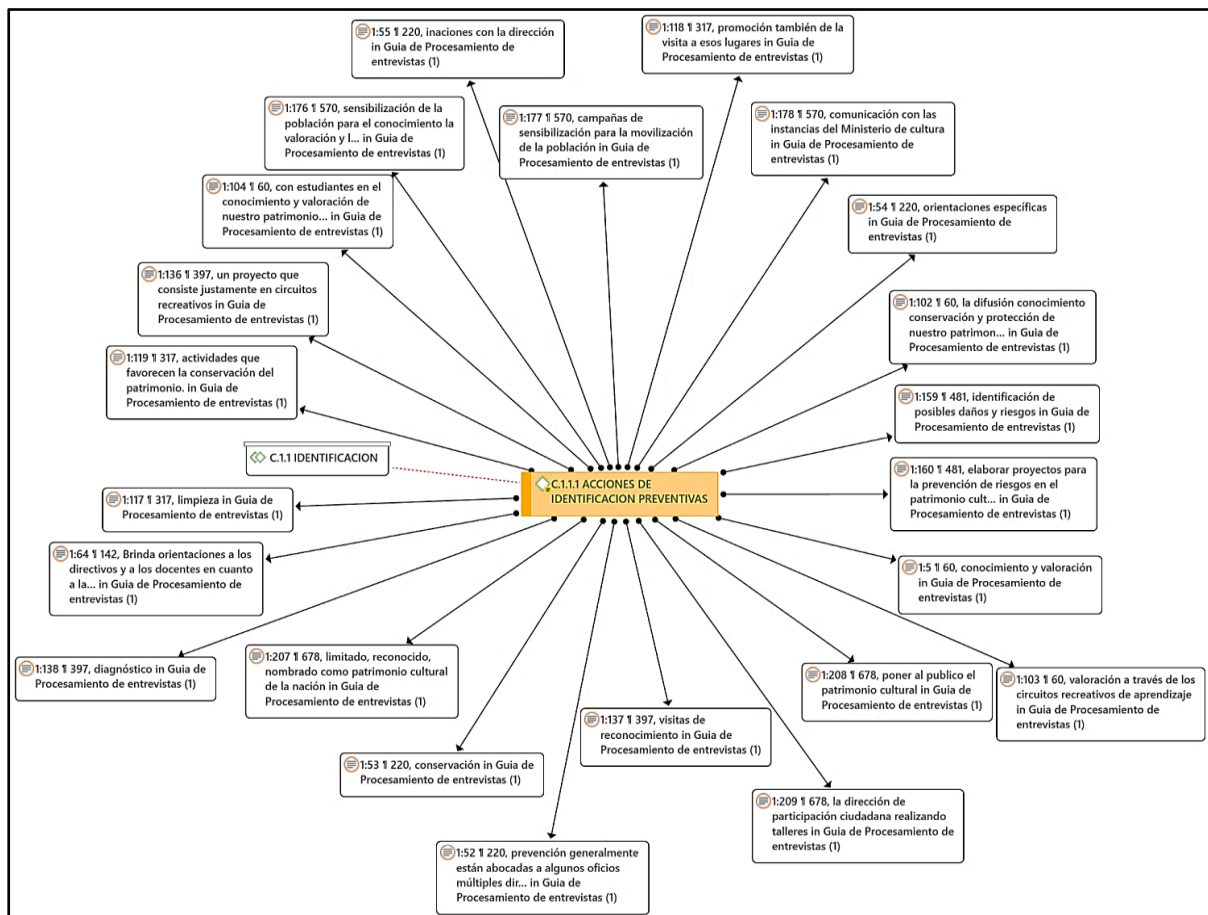 1:55 ¶ 220, inaciones con la dirección
in Guia de Procesamiento de
entrevistas (1)
1:118 ¶ 317, promoción también de la
visita a esos lugares in Guia de
Procesamiento de entrevistas (1)
1:176 ¶ 570, sensibilización de la
población para el conocimiento la
valoración y l... in Guia de
Procesamiento de entrevistas (1)
1:177 ¶ 570, campañas de
sensibilización para la movilización
de la población in Guia de
Procesamiento de entrevistas (1)
1:178 ¶ 570, comunicación con las
instancias del Ministerio de cultura
in Guia de Procesamiento de
entrevistas (1)
1:104 ¶ 60, con estudiantes en el
conocimiento y valoración de
nuestro patrimonio... in Guia de
Procesamiento de entrevistas (1)
1:54 ¶ 220, orientaciones específicas
in Guia de Procesamiento de
entrevistas (1)
1:136 ¶ 397, un proyecto que
consiste justamente en circuitos
recreativos in Guia de
Procesamiento de entrevistas (1)
1:102 ¶ 60, la difusión conocimiento
conservación y protección de
nuestro patrimon... in Guia de
Procesamiento de entrevistas (1)
1:119 ¶ 317, actividades que
favorecen la conservación del
patrimonio. in Guia de
Procesamiento de entrevistas (1)
1:159 ¶ 481, identificación de
posibles daños y riesgos in Guia de
Procesamiento de entrevistas (1)
C.1.1 IDENTIFICACION
C.1.1.1 ACCIONES DE
IDENTIFICACION PREVENTIVAS
1:160 ¶ 481, elaborar proyectos para
la prevención de riesgos en el
patrimonio cult... in Guia de
Procesamiento de entrevistas (1)
1:117 ¶ 317, limpieza in Guia de
Procesamiento de entrevistas (1)
1:64 ¶ 142, Brinda orientaciones a los
directivos y a los docentes en cuanto
a la... in Guia de Procesamiento de
entrevistas (1)
1:5 ¶ 60, conocimiento y valoración
in Guia de Procesamiento de
entrevistas (1)
1:138 ¶ 397, diagnóstico in Guia de
Procesamiento de entrevistas (1)
1:207 ¶ 678, limitado, reconocido,
nombrado como patrimonio cultural
de la nación in Guia de
Procesamiento de entrevistas (1)
1:208 ¶ 678, poner al publico el
patrimonio cultural in Guia de
Procesamiento de entrevistas (1)
1:103 ¶ 60, valoración a través de los
circuitos recreativos de aprendizaje
in Guia de Procesamiento de
entrevistas (1)
1:137 ¶ 397, visitas de
reconocimiento in Guia de
Procesamiento de entrevistas (1)
1:53 ¶ 220, conservación in Guia de
Procesamiento de entrevistas (1)
1:209 ¶ 678, la dirección de
participación ciudadana realizando
talleres in Guia de Procesamiento de
entrevistas (1)
1:52 ¶ 220, prevención generalmente
están abocadas a algunos oficios
múltiples dir... in Guia de
Procesamiento de entrevistas (1)